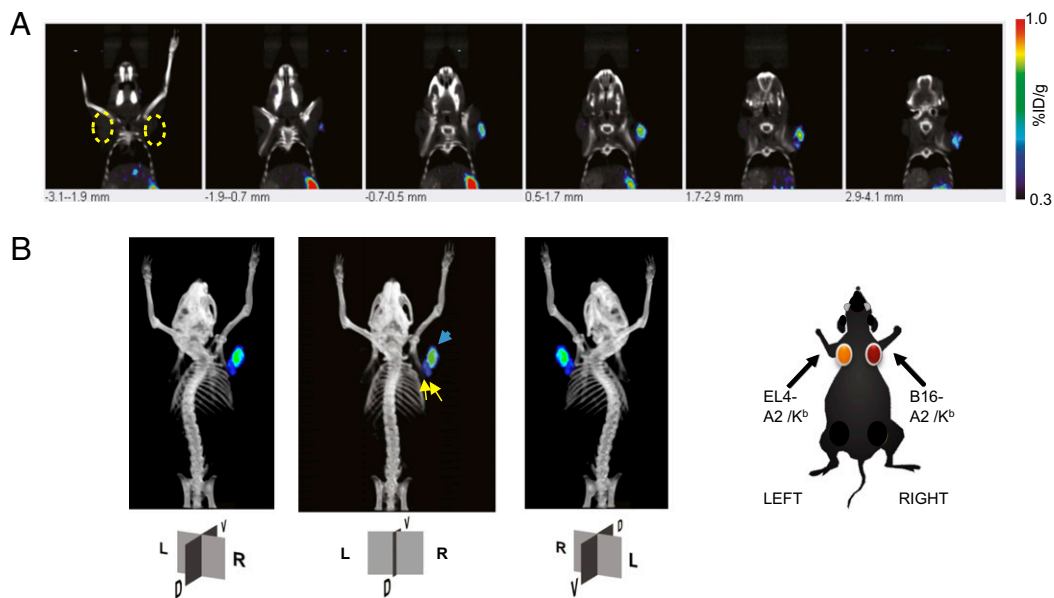 A
1.0
%ID/g
0.3
-3.1--1.9 mm
-1.9--0.7 mm
-0.7-0.5 mm
0.5-1.7 mm
1.7-2.9 mm
2.9-4.1 mm
B
EL4-
A2 /Kᵇ
B16-
A2 /Kᵇ
LEFT
RIGHT
L
V
R
D
L
V
R
D
R
D
L
V